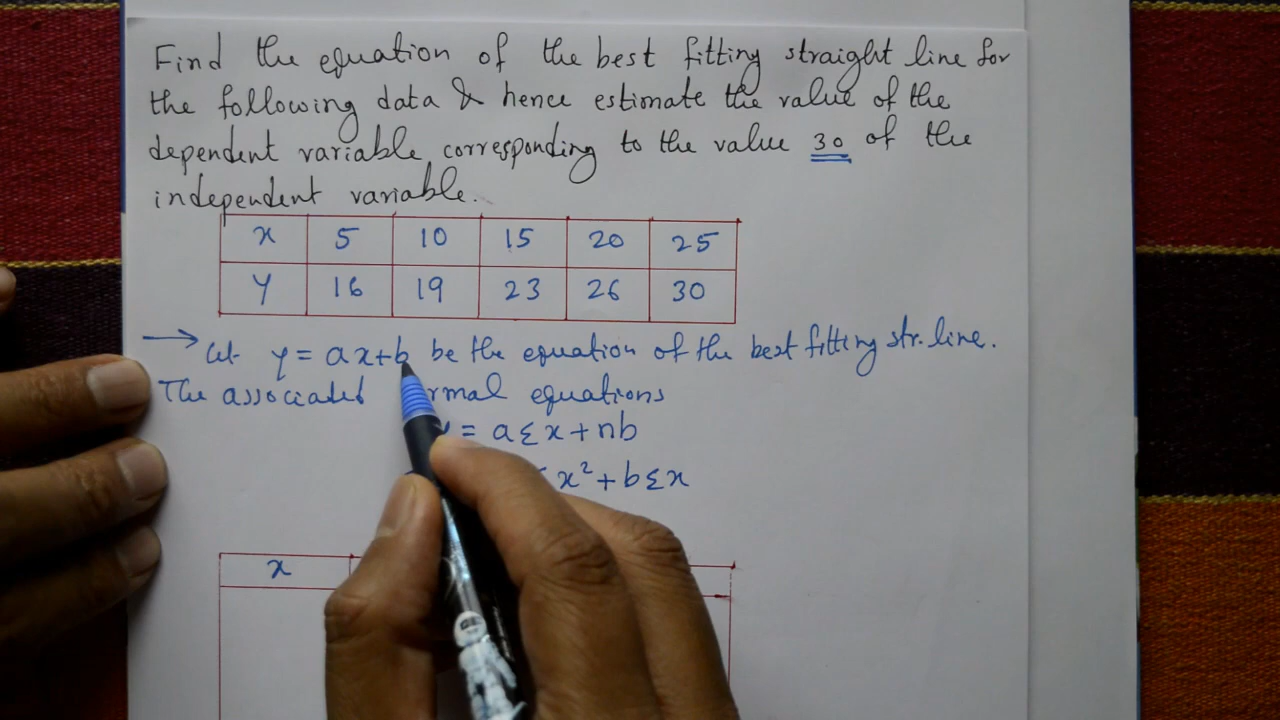 Find the equation of the best fitting straight line for
the following data & hence estimate the value of the
dependent variable corresponding to the value 30 of the
independent variable.
x 5 10 15 20 25
y 16 19 23 26 30
→ Let y = ax+b be the equation of the best fitting str. line.
The associated equations
= aΣx + nb
x² + bΣx
x